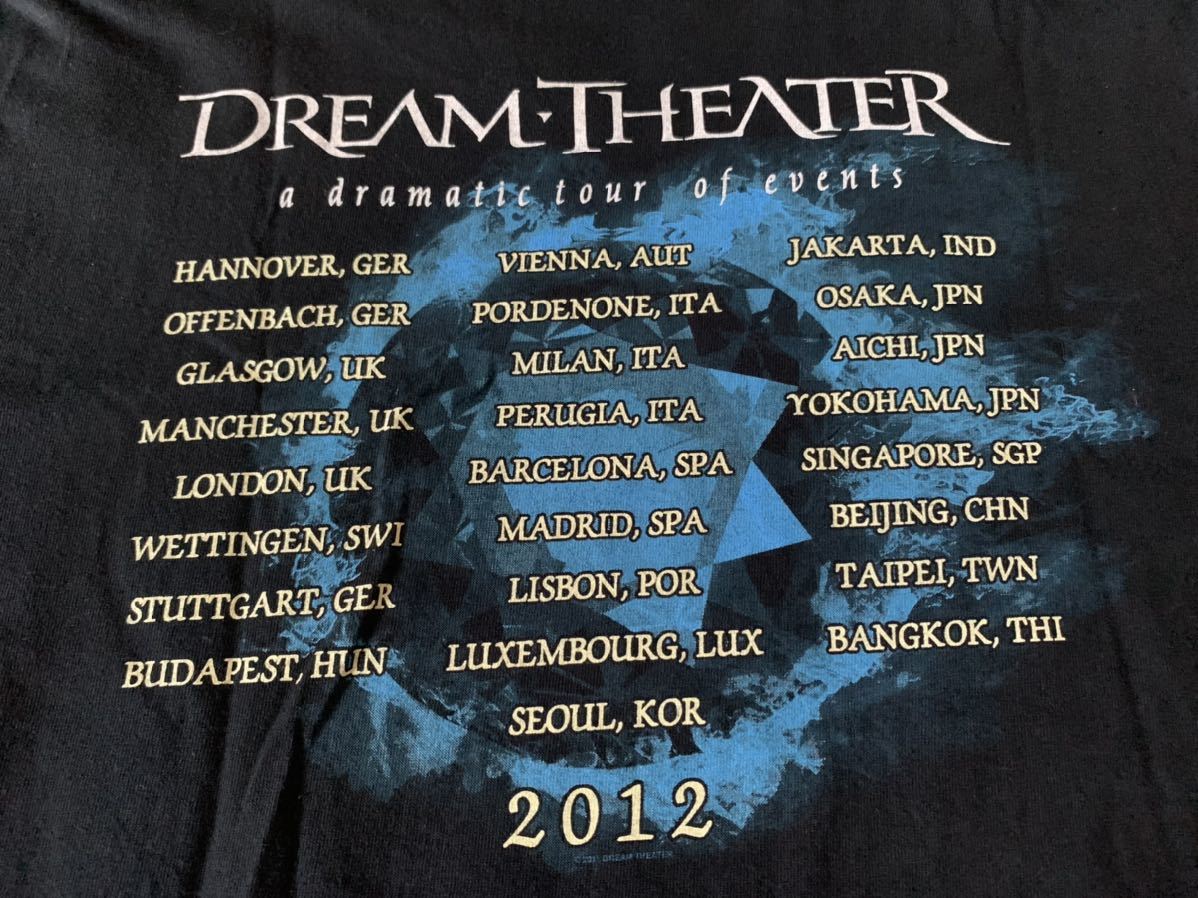 DREAM·THEATER
a dramatic tour of events
HANNOVER, GER
OFFENBACH, GER
GLASGOW, UK
MANCHESTER, UK
LONDON, UK
WETTINGEN, SWI
STUTTGART, GER
BUDAPEST, HUN
VIENNA, AUT
PORDENONE, ITA
MILAN, ITA
PERUGIA, ITA
BARCELONA, SPA
MADRID, SPA
LISBON, POR
LUXEMBOURG, LUX
JAKARTA, IND
OSAKA, JPN
AICHI, JPN
YOKOHAMA, JPN
SINGAPORE, SGP
BEIJING, CHN
TAIPEI, TWN
BANGKOK, THI
SEOUL, KOR
2012
© DREAM THEATER